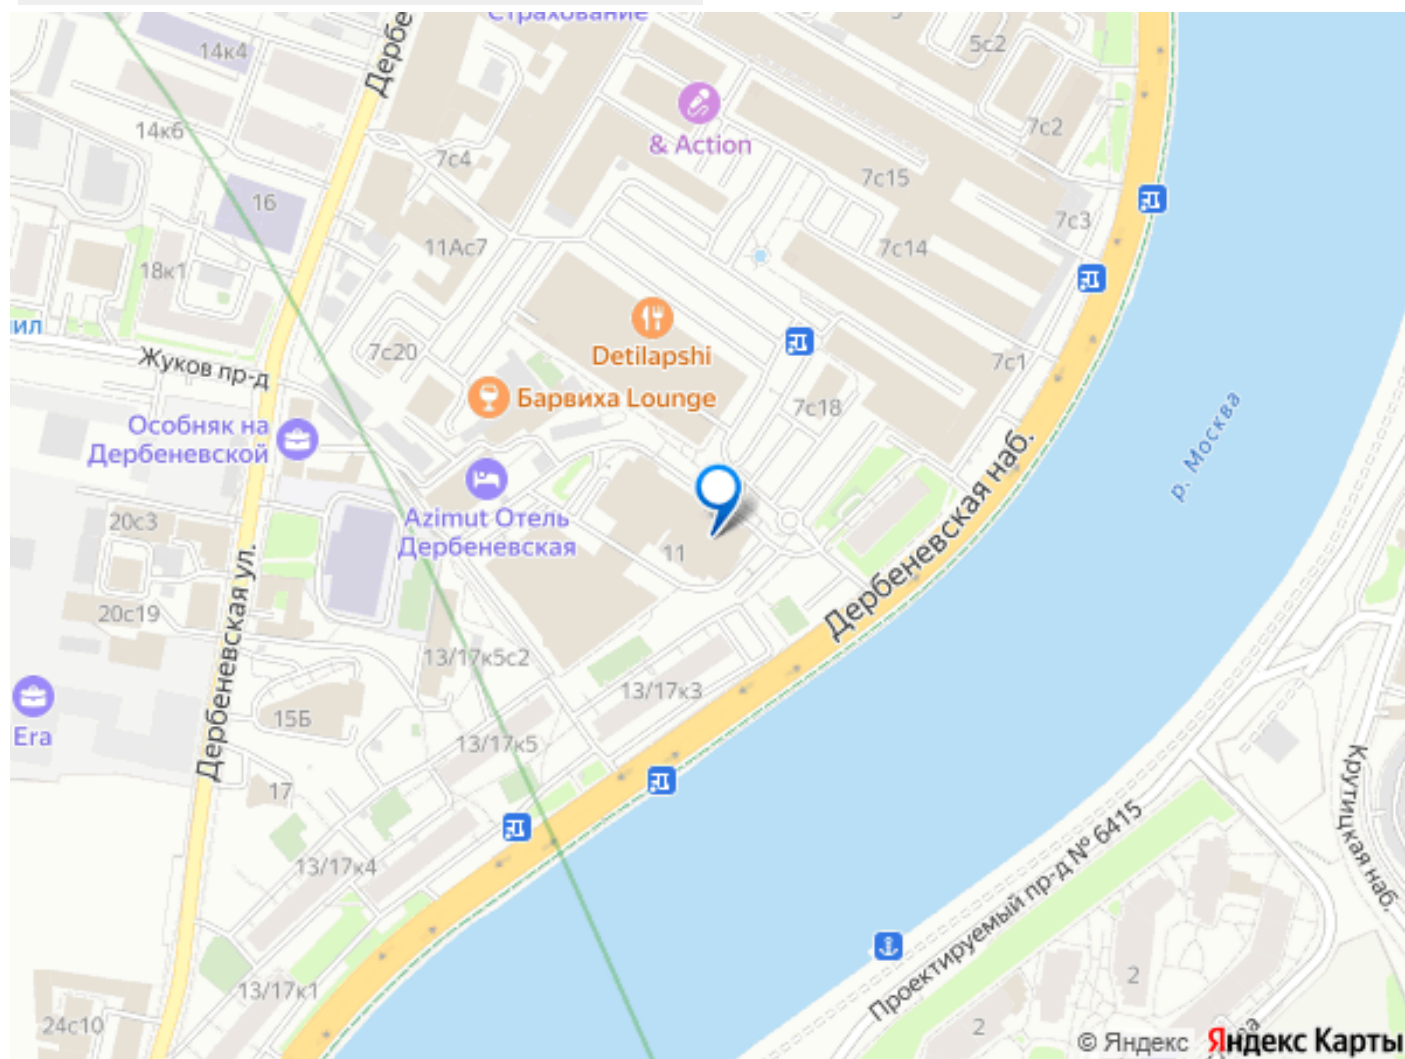 Страхование
14к4
Дербе
5с2
& Action
14к6
7с4
7с2
7с15
16
7с3
11Ас7
7с14
18к1
ил
Detilapshi
7с20
7с1
Жуков пр-д
Барвиха Lounge
7с18
р. Москва
Особняк на
Дербеневской
Дербеневская наб.
Azimut Отель
Дербеневская
20с3
11
Дербеневская ул.
20с19
13/17к5с2
13/17к3
15Б
Era
13/17к5
17
Крутицкая наб.
Проектируемый пр-д № 6415
13/17к4
13/17к1
2
24с10
2
© Яндекс
Яндекс Карты